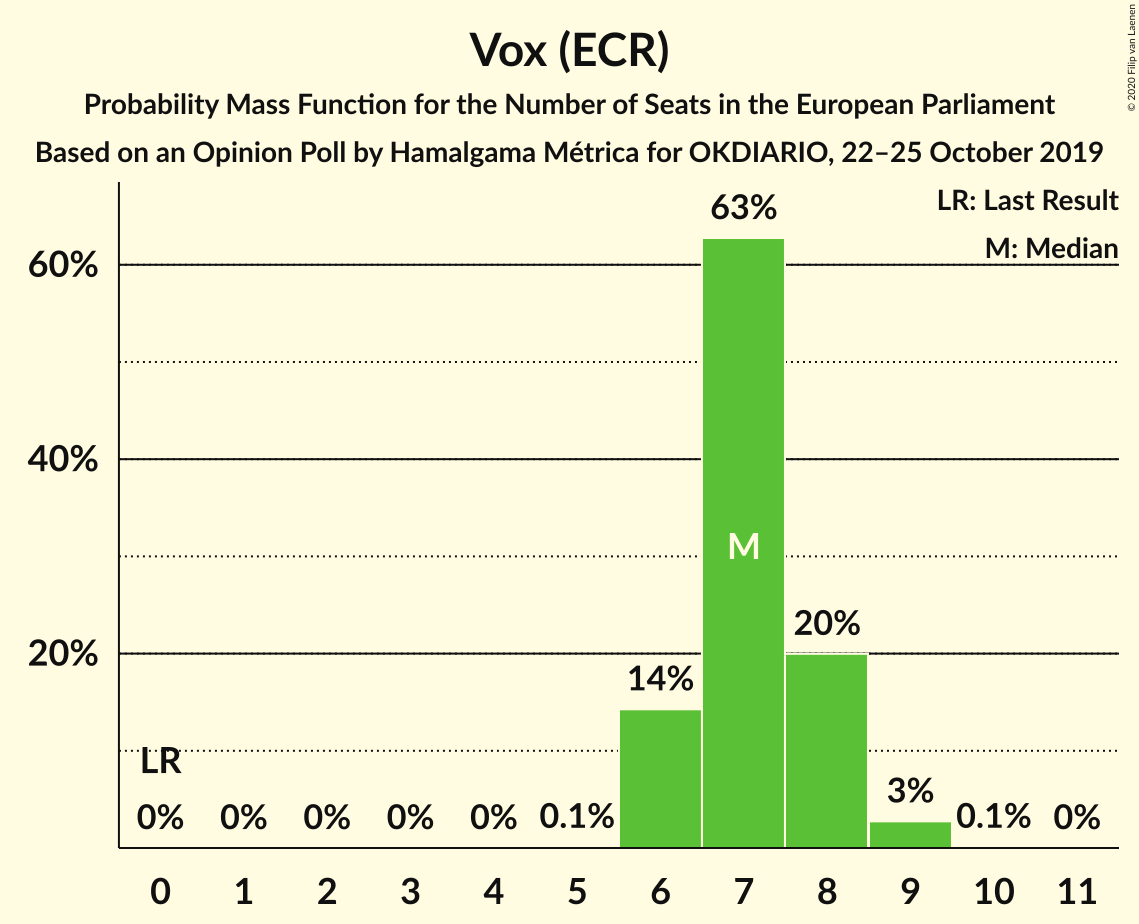 Vox (ECR)
Probability Mass Function for the Number of Seats in the European Parliament
Based on an Opinion Poll by Hamalgama Métrica for OKDIARIO, 22–25 October 2019
© 2020 Filip van Laenen
LR: Last Result
M: Median
63%
60%
40%
M
20%
20%
14%
LR
3%
0% 0% 0% 0% 0% 0.1% 0.1% 0%
0 1 2 3 4 5 6 7 8 9 10 11